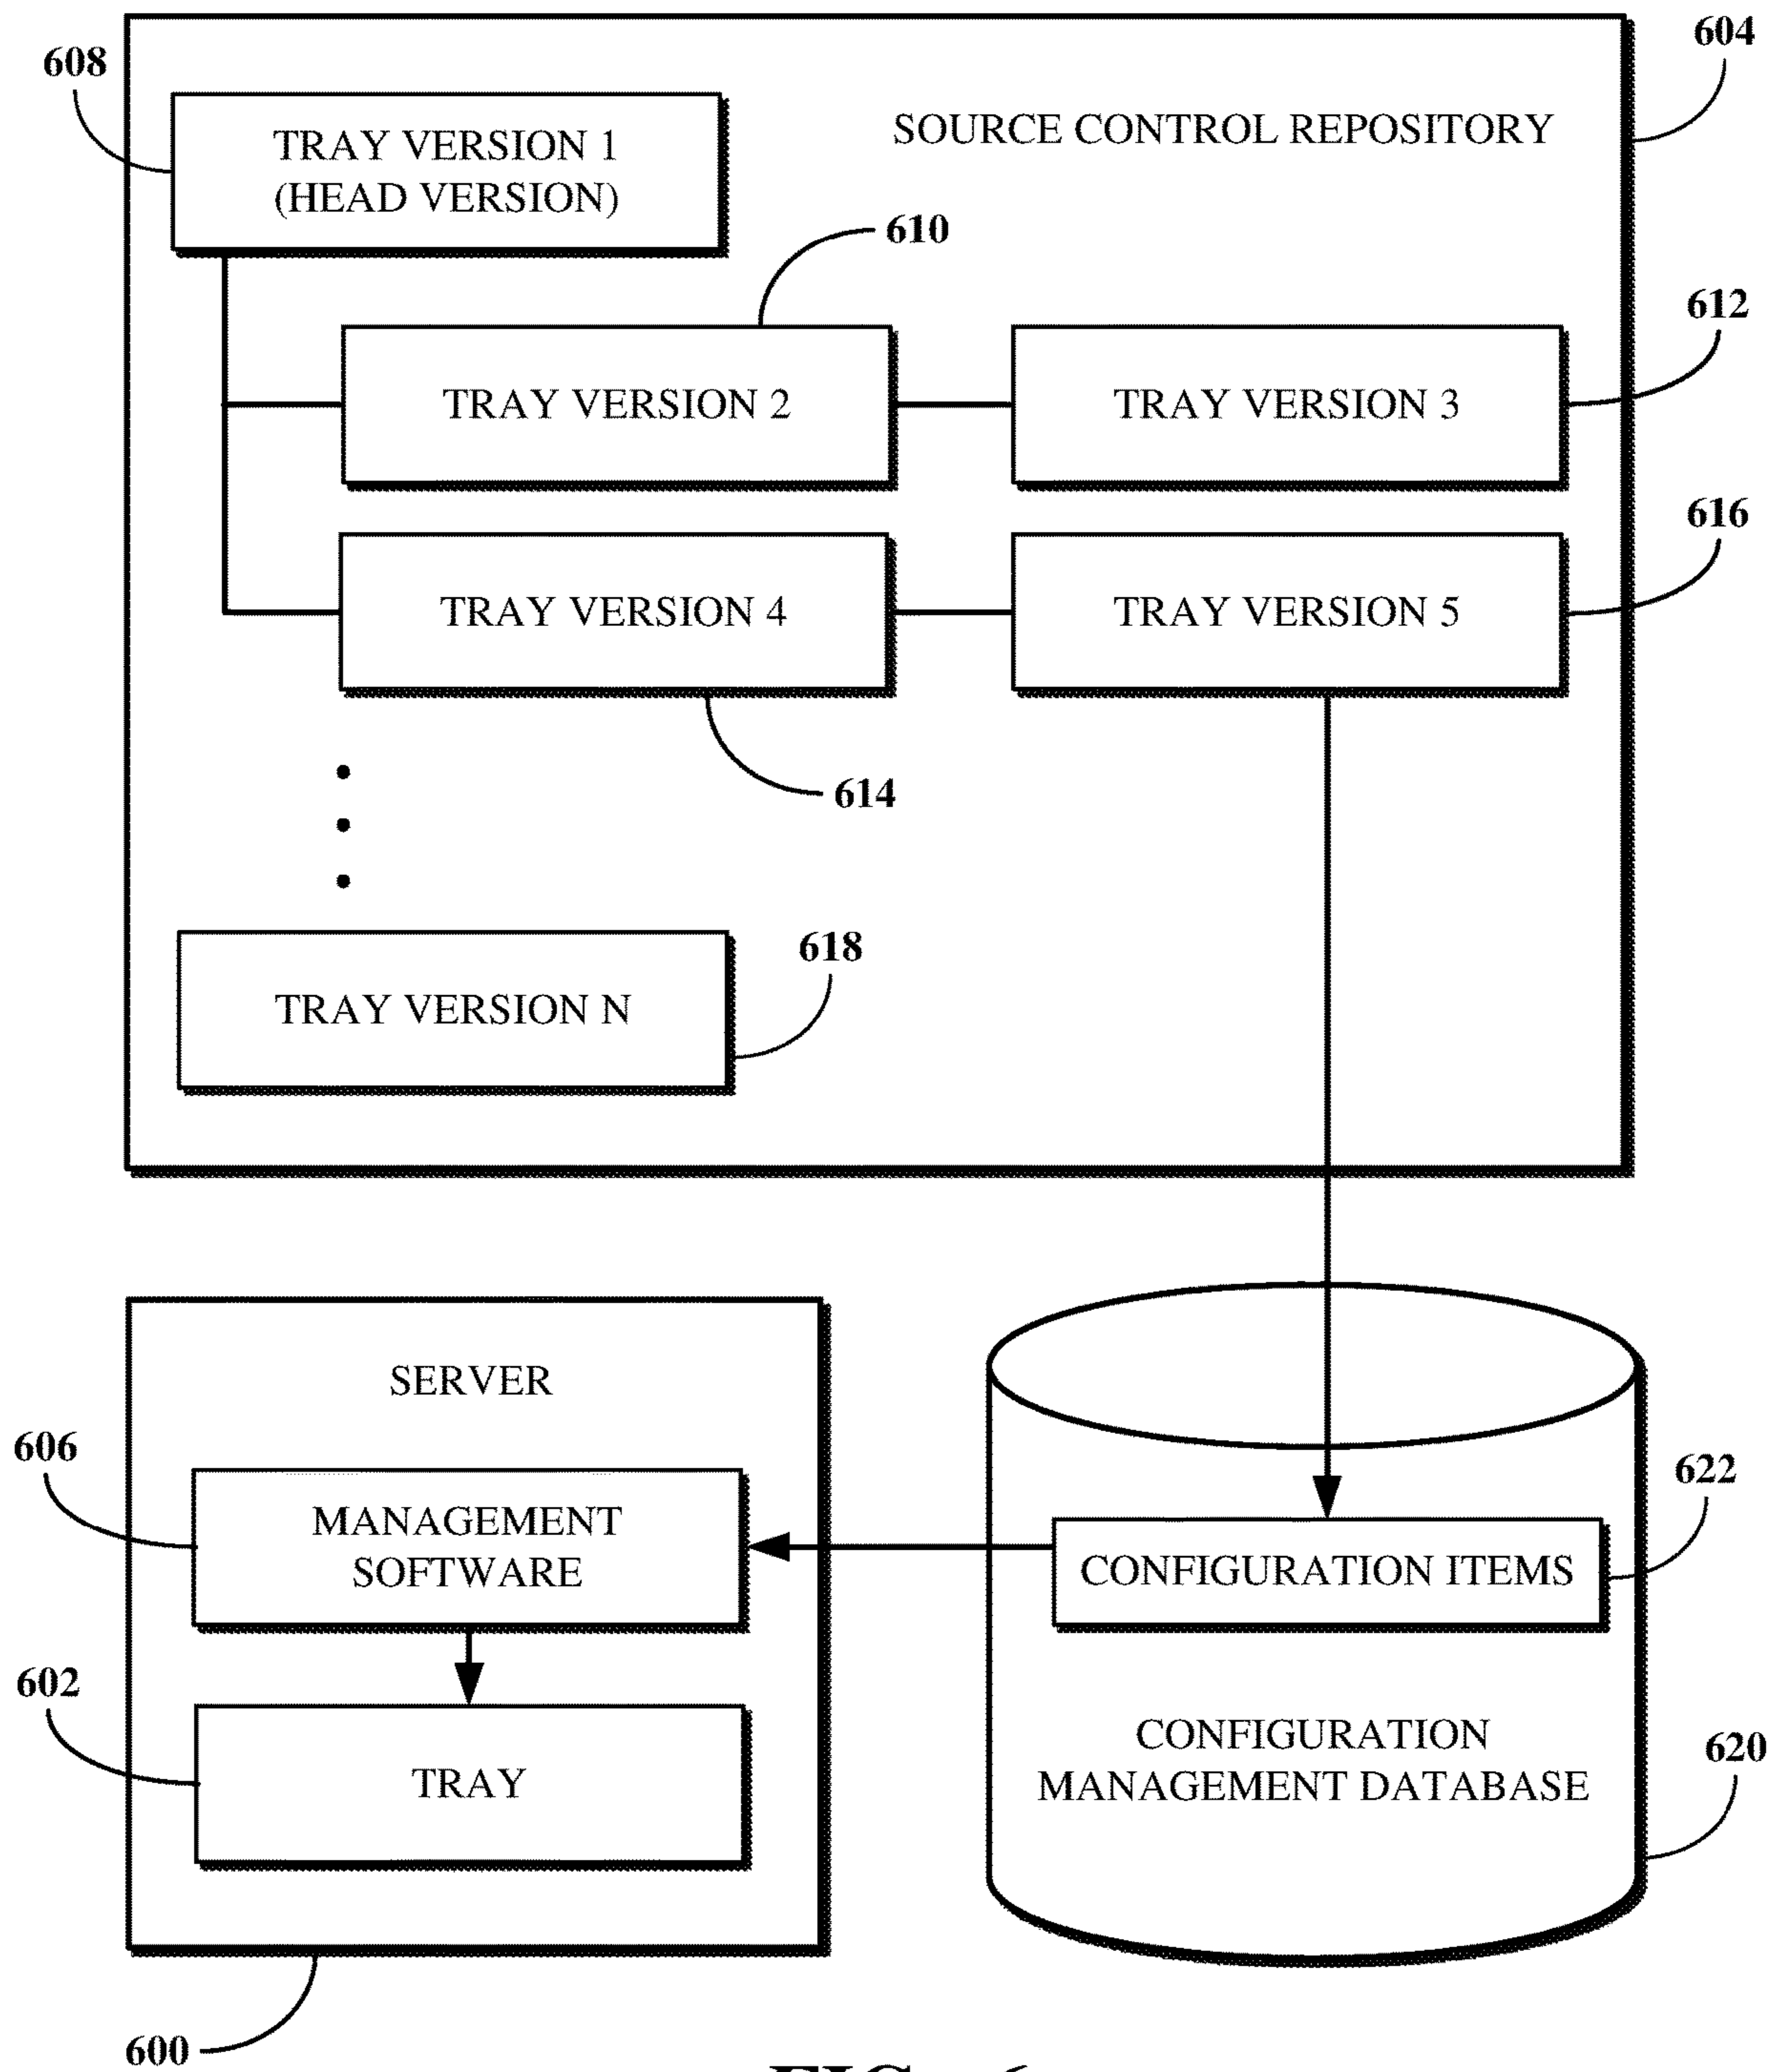 604
608
SOURCE CONTROL REPOSITORY
TRAY VERSION 1
(HEAD VERSION)
610
612
TRAY VERSION 2
TRAY VERSION 3
616
TRAY VERSION 4
TRAY VERSION 5
614
618
TRAY VERSION N
SERVER
606
622
MANAGEMENT
SOFTWARE
CONFIGURATION ITEMS
602
CONFIGURATION
MANAGEMENT DATABASE
620
TRAY
600
FIG. 6